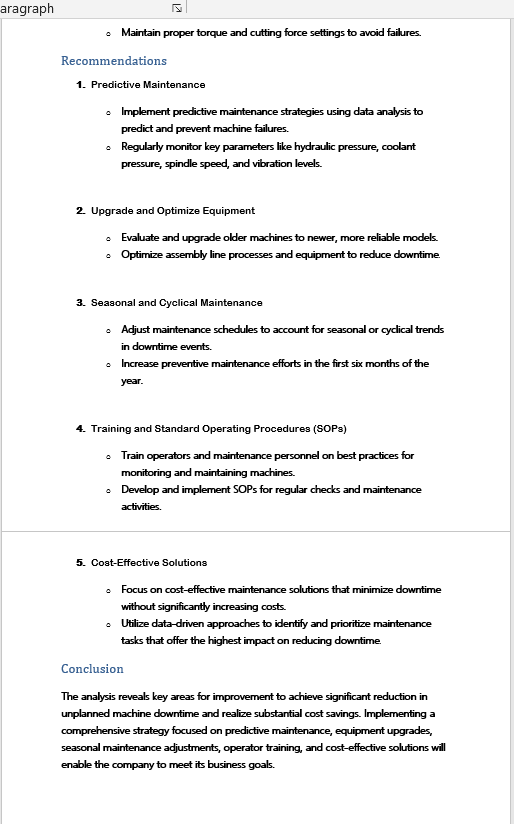 aragraph
o Maintain proper torque and cutting force settings to avoid failures.
Recommendations
1. Predictive Maintenance
o Implement predictive maintenance strategies using data analysis to
predict and prevent machine failures.
o Regularly monitor key parameters like hydraulic pressure, coolant
pressure, spindle speed, and vibration levels.
2. Upgrade and Optimize Equipment
o Evaluate and upgrade older machines to newer, more reliable models.
o Optimize assembly line processes and equipment to reduce downtime.
3. Seasonal and Cyclical Maintenance
o Adjust maintenance schedules to account for seasonal or cyclical trends
in downtime events.
o Increase preventive maintenance efforts in the first six months of the
year.
4. Training and Standard Operating Procedures (SOPs)
o Train operators and maintenance personnel on best practices for
monitoring and maintaining machines.
o Develop and implement SOPs for regular checks and maintenance
activities.
5. Cost-Effective Solutions
o Focus on cost-effective maintenance solutions that minimize downtime
without significantly increasing costs.
o Utilize data-driven approaches to identify and prioritize maintenance
tasks that offer the highest impact on reducing downtime.
Conclusion
The analysis reveals key areas for improvement to achieve significant reduction in
unplanned machine downtime and realize substantial cost savings. Implementing a
comprehensive strategy focused on predictive maintenance, equipment upgrades,
seasonal maintenance adjustments, operator training, and cost-effective solutions will
enable the company to meet its business goals.